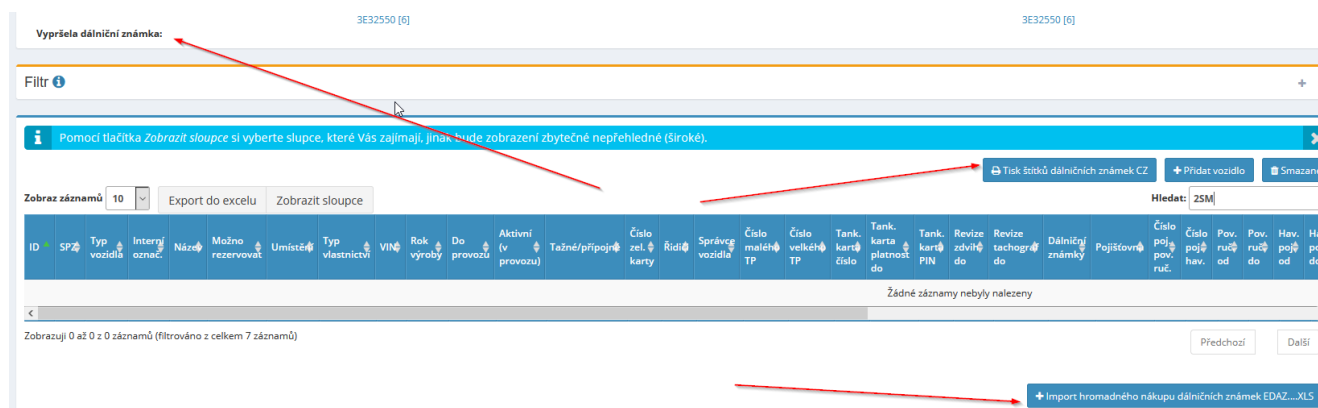 3E32550 [6] 3E32550 [6]
Vypršela dálniční známka:
Filtr
Pomocí tlačítka Zobrazit sloupce si vyberte slupce, které Vás zajímají, jinak bude zobrazení zbytečné nepřehledné (široké).
Tisk štítků dálničních známek CZ + Přidat vozidlo Smazané
Zobraz záznamů 10 Export do excelu Zobrazit sloupce Hledat: 2SM
ID SPZ Typ vozidla Interní označ. Název Možno rezervovat Umístění Typ vlastnictví VIN Rok výroby Do provozu Aktivní (v provozu) Tažné/přípojné Číslo zel. karty Řidič Správce vozidla Číslo malého TP Číslo velkého TP Tank. karta číslo Tank. karta platnost do Tank. karta PIN Revize zdvih. do Revize tachograf do Dálniční známky Pojišťovna Číslo poj. pov. ruč. Číslo poj. hav. Pov. ruč. od Pov. ruč. do Hav. poj. od Hav. do
Žádné záznamy nebyly nalezeny
Zobrazuji 0 až 0 z 0 záznamů (filtrováno z celkem 7 záznamů)
Předchozí Další
+ Import hromadného nákupu dálničních známek EDAZ....XLS